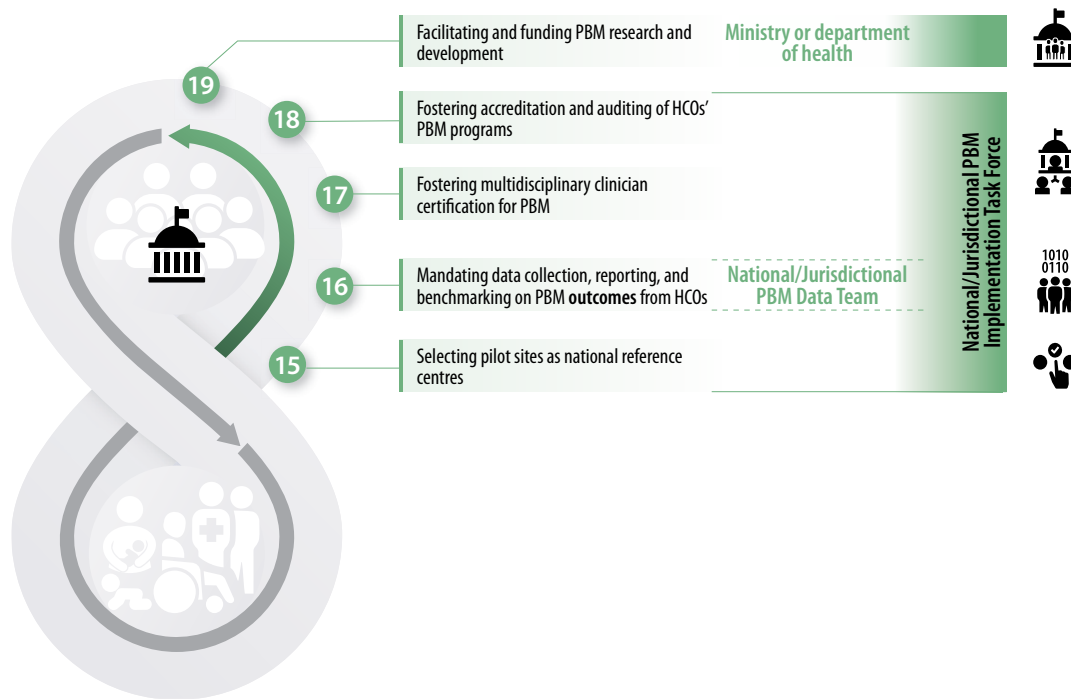 19
Facilitating and funding PBM research and
development
Ministry or department
of health
18
Fostering accreditation and auditing of HCOs'
PBM programs
17
Fostering multidisciplinary clinician
certification for PBM
16
Mandating data collection, reporting, and
benchmarking on PBM outcomes from HCOs
National/Jurisdictional
PBM Data Team
15
Selecting pilot sites as national reference
centres
National/Jurisdictional PBM
Implementation Task Force
1010
0110